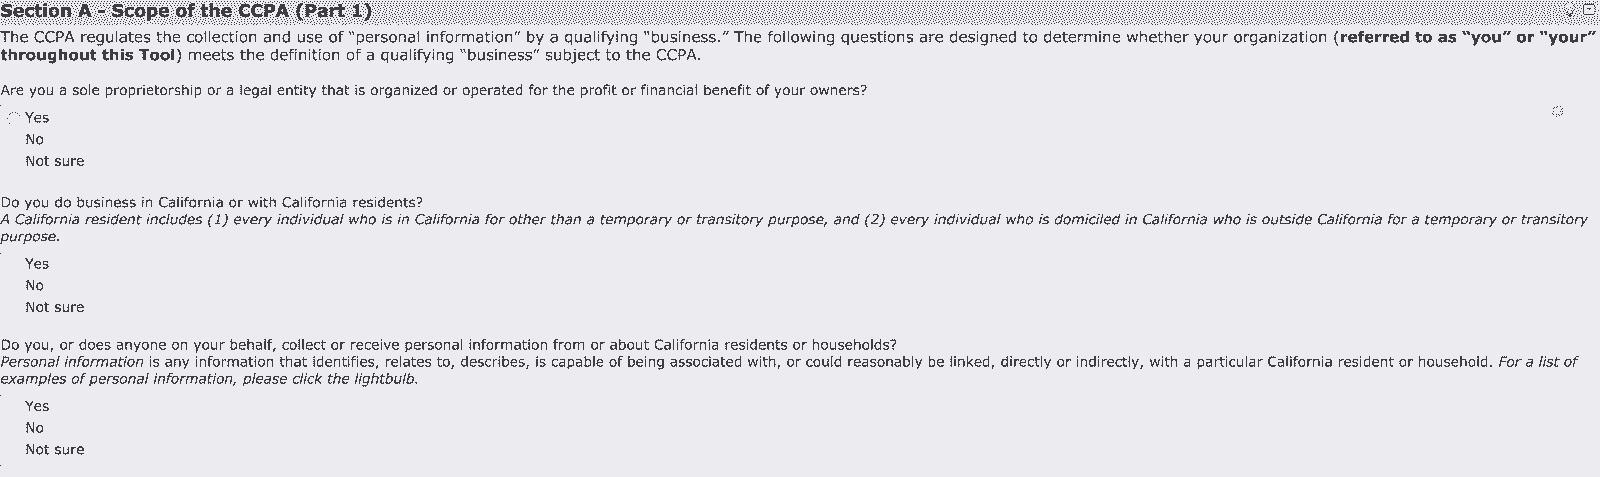 Section A - Scope of the CCPA (Part 1)
The CCPA regulates the collection and use of “personal information” by a qualifying “business.” The following questions are designed to determine whether your organization (referred to as “you” or “your”
throughout this Tool) meets the definition of a qualifying “business” subject to the CCPA.
Are you a sole proprietorship or a legal entity that is organized or operated for the profit or financial benefit of your owners?
Yes
No
Not sure
Do you do business in California or with California residents?
A California resident includes (1) every individual who is in California for other than a temporary or transitory purpose, and (2) every individual who is domiciled in California who is outside California for a temporary or transitory
purpose.
Yes
No
Not sure
Do you, or does anyone on your behalf, collect or receive personal information from or about California residents or households?
Personal information is any information that identifies, relates to, describes, is capable of being associated with, or could reasonably be linked, directly or indirectly, with a particular California resident or household. For a list of
examples of personal information, please click the lightbulb.
Yes
No
Not sure